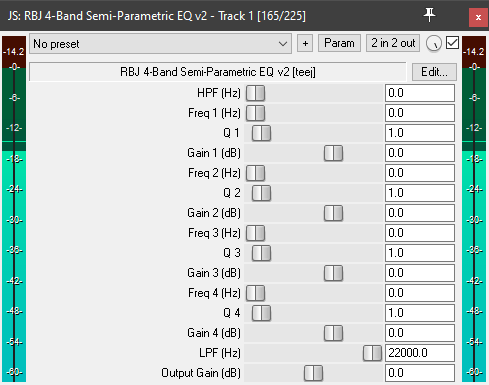 JS: RBJ 4-Band Semi-Parametric EQ v2 - Track 1 [165/225]
-14.2 No preset + Param 2 in 2 out -14.2
RBJ 4-Band Semi-Parametric EQ v2 [teej] Edit...
-0- -0-
HPF (Hz) 0.0
-6- Freq 1 (Hz) 0.0 -6-
-12- Q 1 1.0 -12-
-18- Gain 1 (dB) 0.0 -18-
Freq 2 (Hz) 0.0
-24- Q 2 1.0 -24-
-30- Gain 2 (dB) 0.0 -30-
Freq 3 (Hz) 0.0
-36- Q 3 1.0 -36-
-42- Gain 3 (dB) 0.0 -42-
Freq 4 (Hz) 0.0
-48- Q 4 1.0 -48-
-54- Gain 4 (dB) 0.0 -54-
LPF (Hz) 22000.0
-60- Output Gain (dB) 0.0 -60-